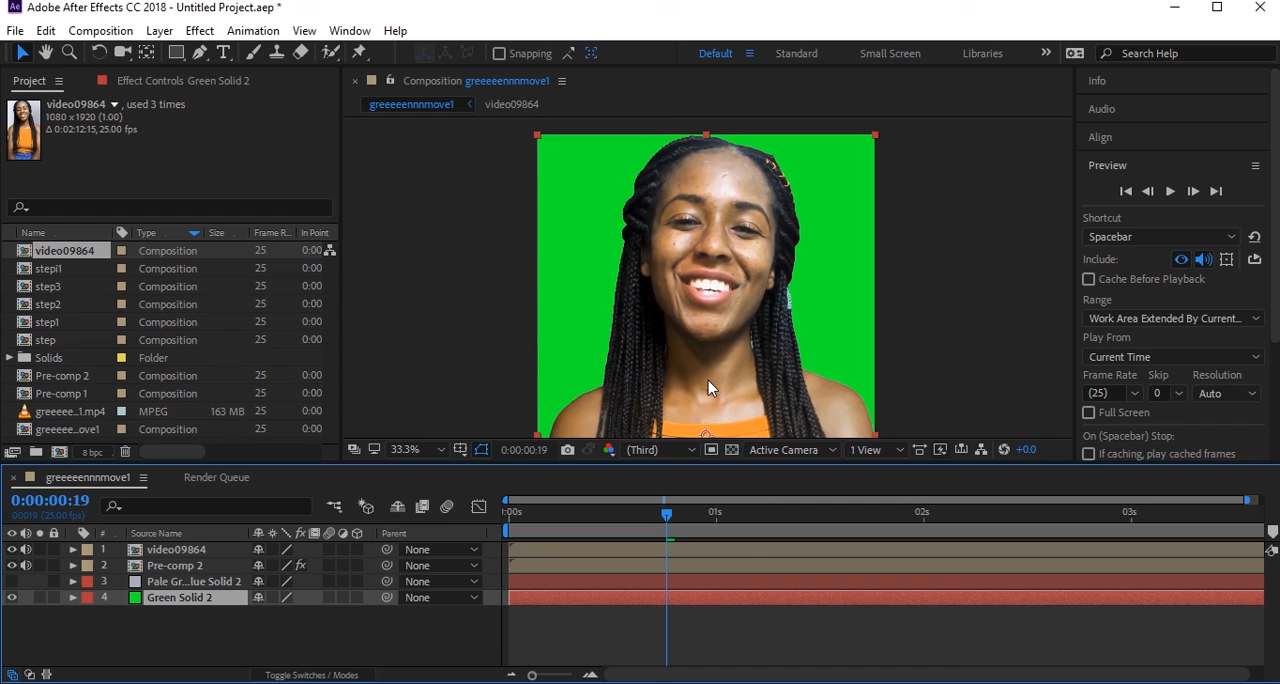 Adobe After Effects CC 2018 - Untitled Project.aep *
File Edit Composition Layer Effect Animation View Window Help
Snapping Default Standard Small Screen Libraries Search Help
Project Effect Controls Green Solid 2
Composition greeeeennnmove1
video09864 , used 3 times
1080 x1920 (1.00)
Δ 0:02:12:15, 25.00 fps
greeeeennnmove1 video09864
Name Type Size Frame R... In Point
video09864 Composition 25 0:00
stepi1 Composition 25 0:00
step3 Composition 25 0:00
step2 Composition 25 0:00
step1 Composition 25 0:00
step Composition 25 0:00
Solids Folder
Pre-comp 2 Composition 25 0:00
Pre-comp 1 Composition 25 0:00
greeeee...1.mp4 MPEG 163 MB 0:00
greeeee...ove1 Composition 25 0:00
8 bpc
33.3% 0:00:00:19 (Third) Active Camera 1 View +0.0
Info
Audio
Align
Preview
Shortcut
Spacebar
Include:
Cache Before Playback
Range
Work Area Extended By Current...
Play From
Current Time
Frame Rate Skip Resolution
(25) 0 Auto
Full Screen
On (Spacebar) Stop:
If caching, play cached frames
greeeeennnmove1 Render Queue
0:00:00:19
00019 (25.00 fps)
:00s 01s 02s 03s
# Source Name fx Parent
1 video09864 None
2 Pre-comp 2 fx None
3 Pale Gr...lue Solid 2 None
4 Green Solid 2 None
Toggle Switches / Modes